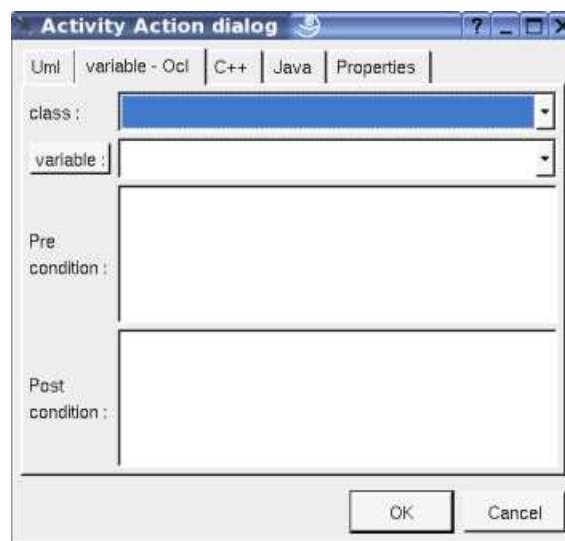 Activity Action dialog
? _ X
Uml variable - Ocl C++ Java Properties
class :
variable :
Pre
condition :
Post
condition :
OK Cancel